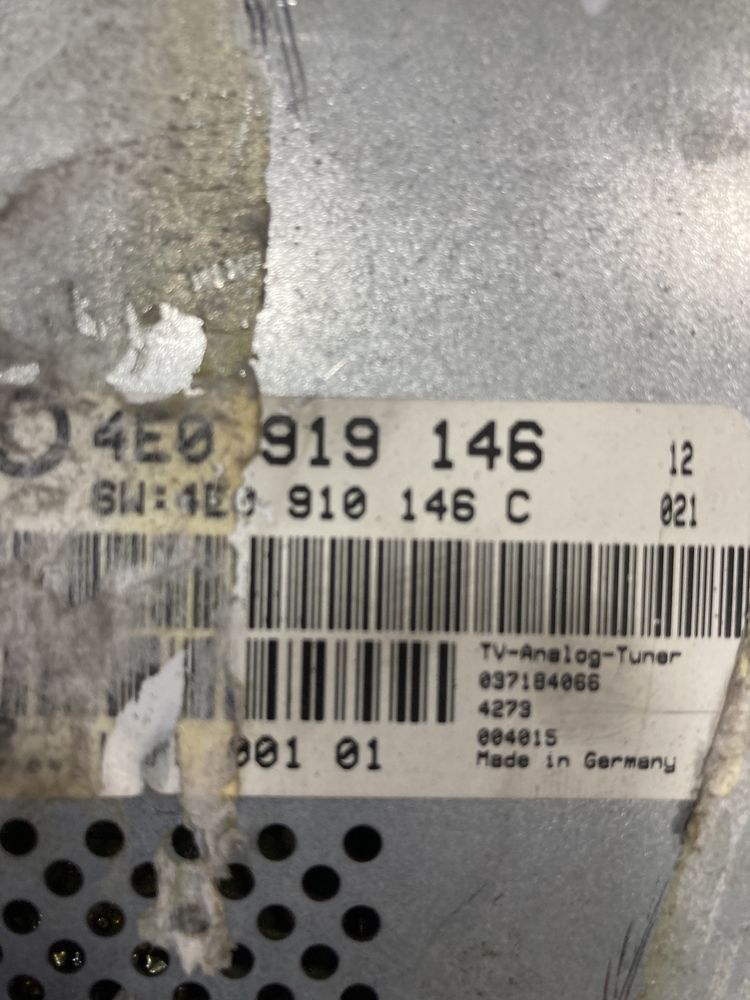 4E0 919 146 12
SW:4E0 910 146 C 021
TV-Analog-Tuner
037184066
4273
004015
001 01 Made in Germany